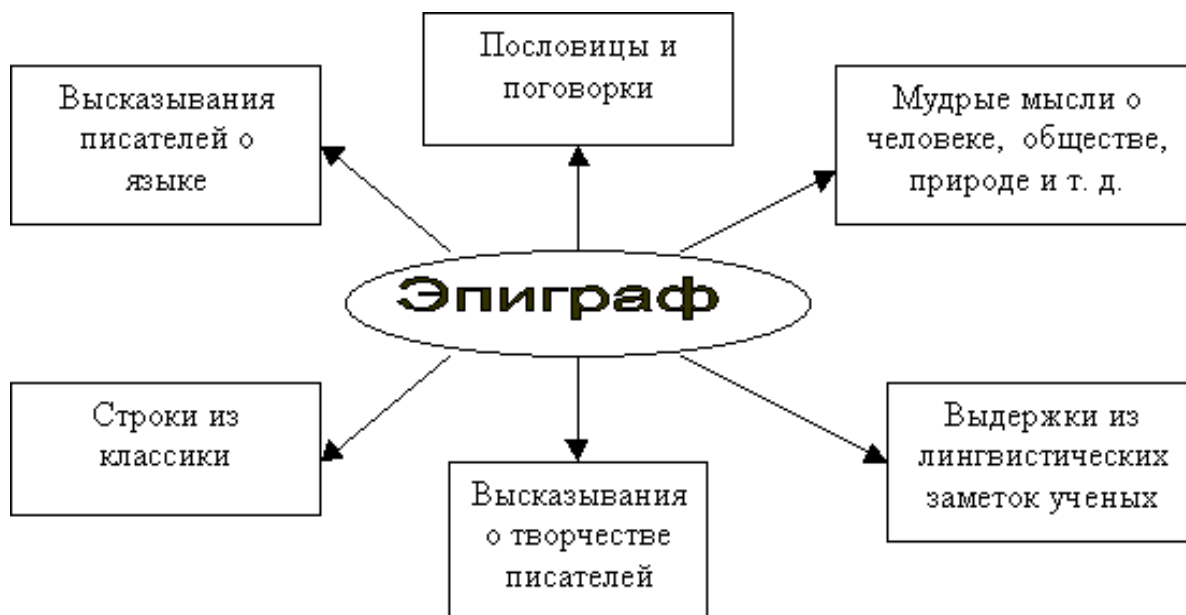 Пословицы и
поговорки
Высказывания
писателей о
языке
Мудрые мысли о
человеке, обществе,
природе и т. д.
Эпиграф
Строки из
классики
Высказывания
о творчестве
писателей
Выдержки из
лингвистических
заметок ученых